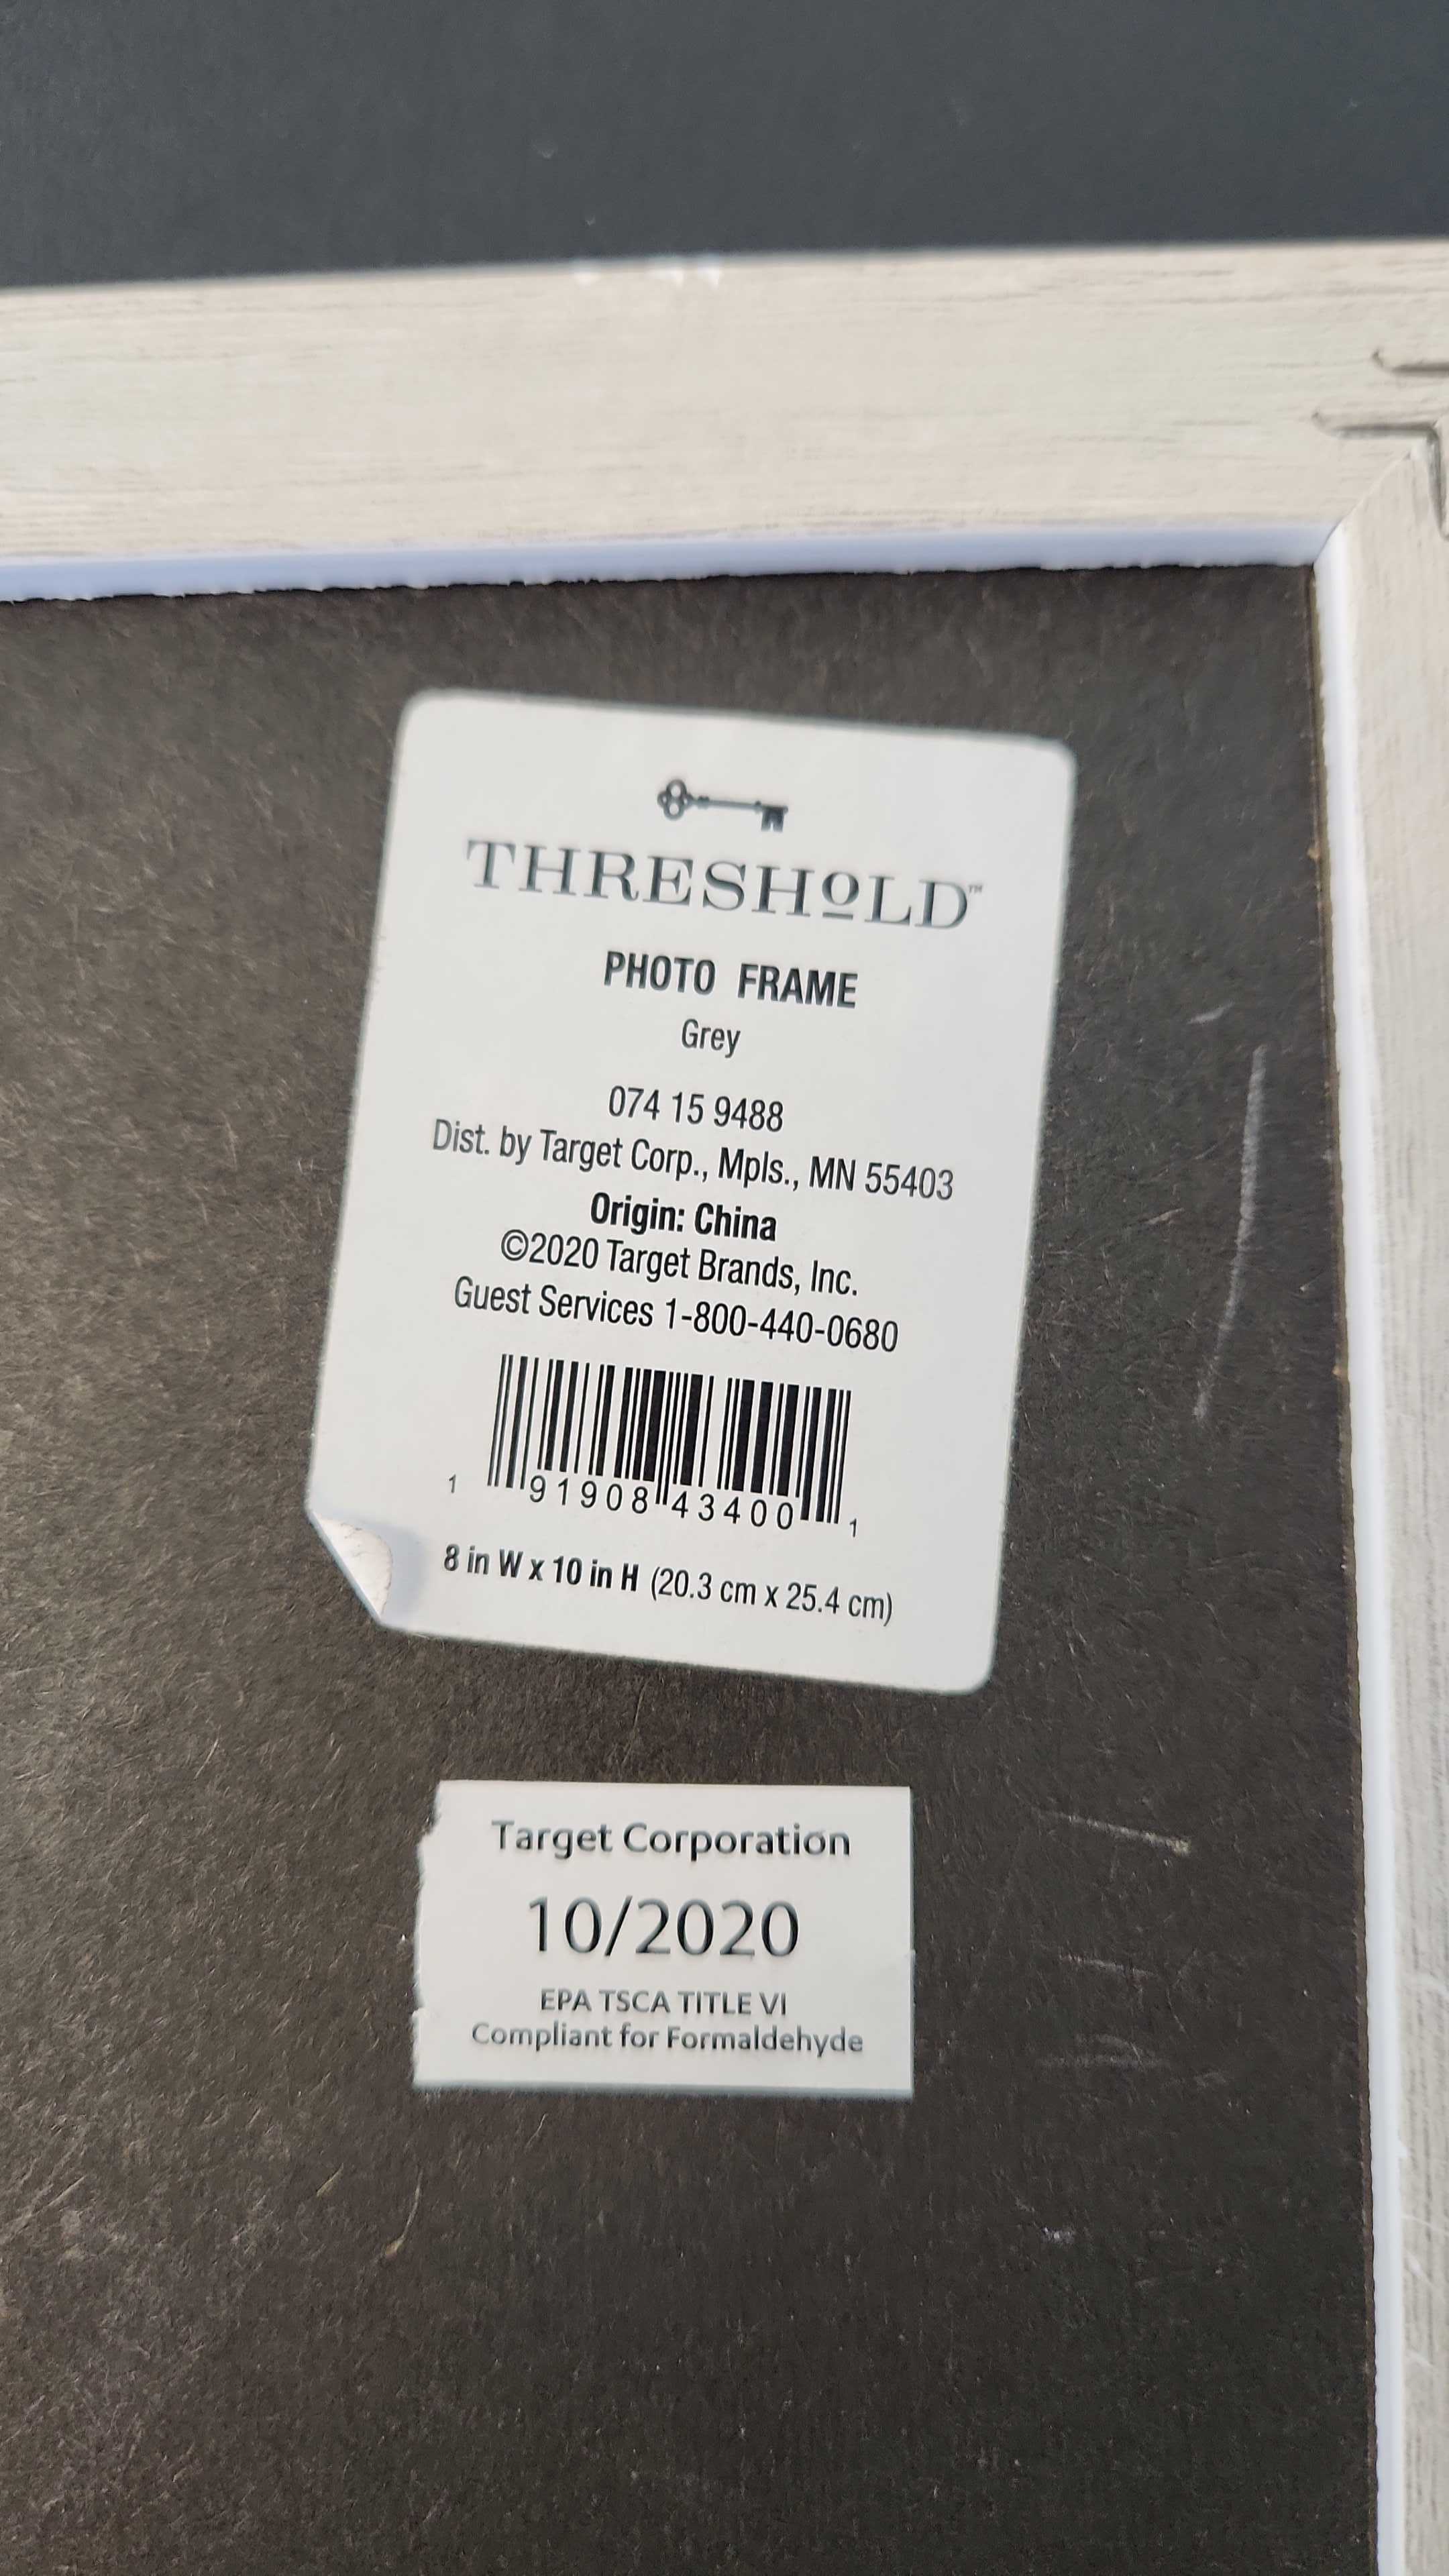 THRESHOLD™
PHOTO FRAME
Grey
074 15 9488
Dist. by Target Corp., Mpls., MN 55403
Origin: China
©2020 Target Brands, Inc.
Guest Services 1-800-440-0680
1 91908 43400 1
8 in W x 10 in H (20.3 cm x 25.4 cm)
Target Corporation
10/2020
EPA TSCA TITLE VI
Compliant for Formaldehyde